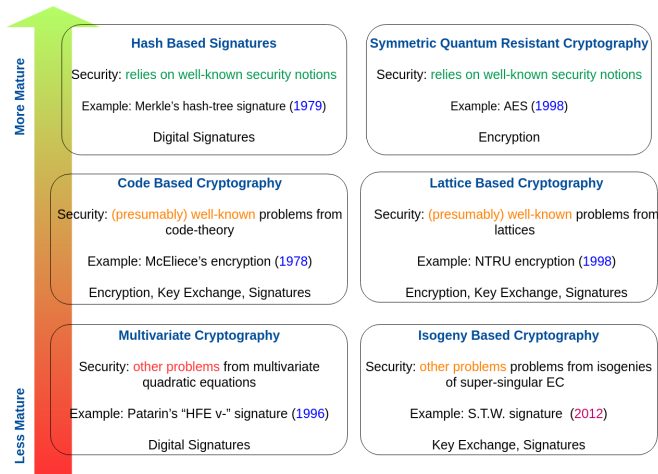 More Mature
Hash Based Signatures
Security: relies on well-known security notions
Example: Merkle's hash-tree signature (1979)
Digital Signatures
Symmetric Quantum Resistant Cryptography
Security: relies on well-known security notions
Example: AES (1998)
Encryption
Code Based Cryptography
Security: (presumably) well-known problems from
code-theory
Example: McEliece's encryption (1978)
Encryption, Key Exchange, Signatures
Lattice Based Cryptography
Security: (presumably) well-known problems from
lattices
Example: NTRU encryption (1998)
Encryption, Key Exchange, Signatures
Less Mature
Multivariate Cryptography
Security: other problems from multivariate
quadratic equations
Example: Patarin's “HFE v-” signature (1996)
Digital Signatures
Isogeny Based Cryptography
Security: other problems problems from isogenies
of super-singular EC
Example: S.T.W. signature (2012)
Key Exchange, Signatures